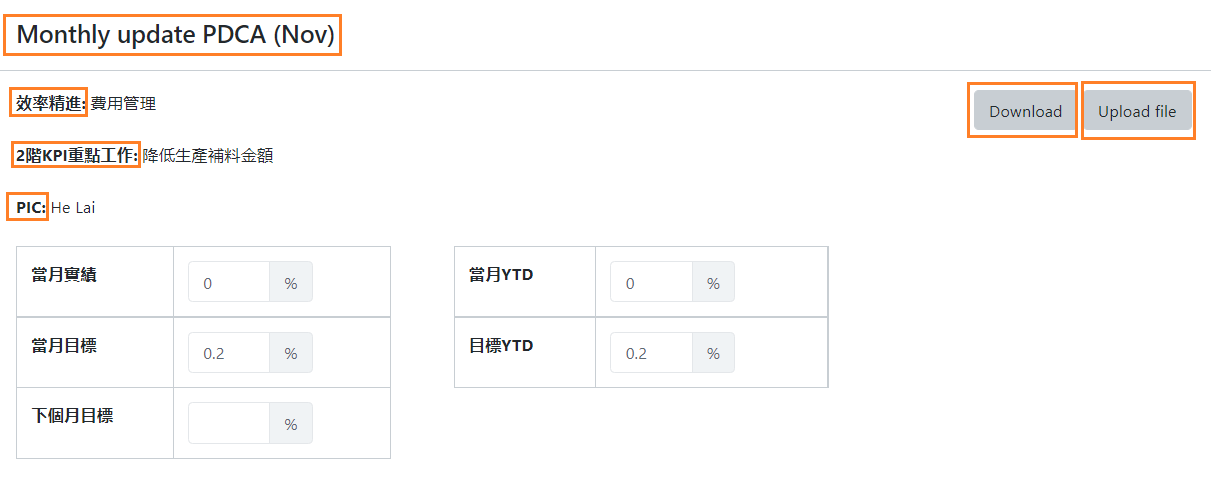 Monthly update PDCA (Nov)
效率精進: 費用管理
Download
Upload file
2階KPI重點工作: 降低生產補料金額
PIC: He Lai
當月實績 0 %
當月YTD 0 %
當月目標 0.2 %
目標YTD 0.2 %
下個月目標 %